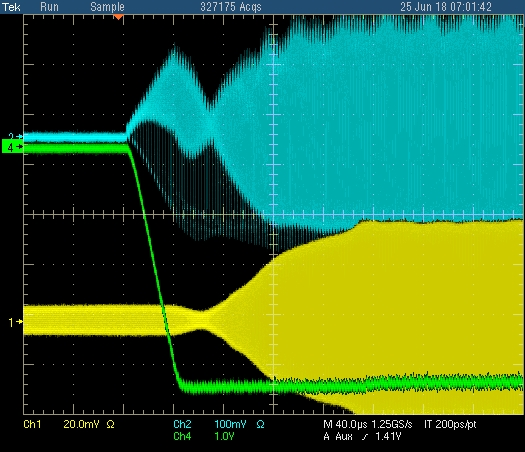 Tek Run Sample 327175 Acqs 25 Jun 18 07:01:42
2
4
1
Ch1 20.0mV Ω Ch2 100mV Ω M 40.0µs 1.25GS/s IT 200ps/pt
Ch4 1.0V A Aux ⁄ 1.41V